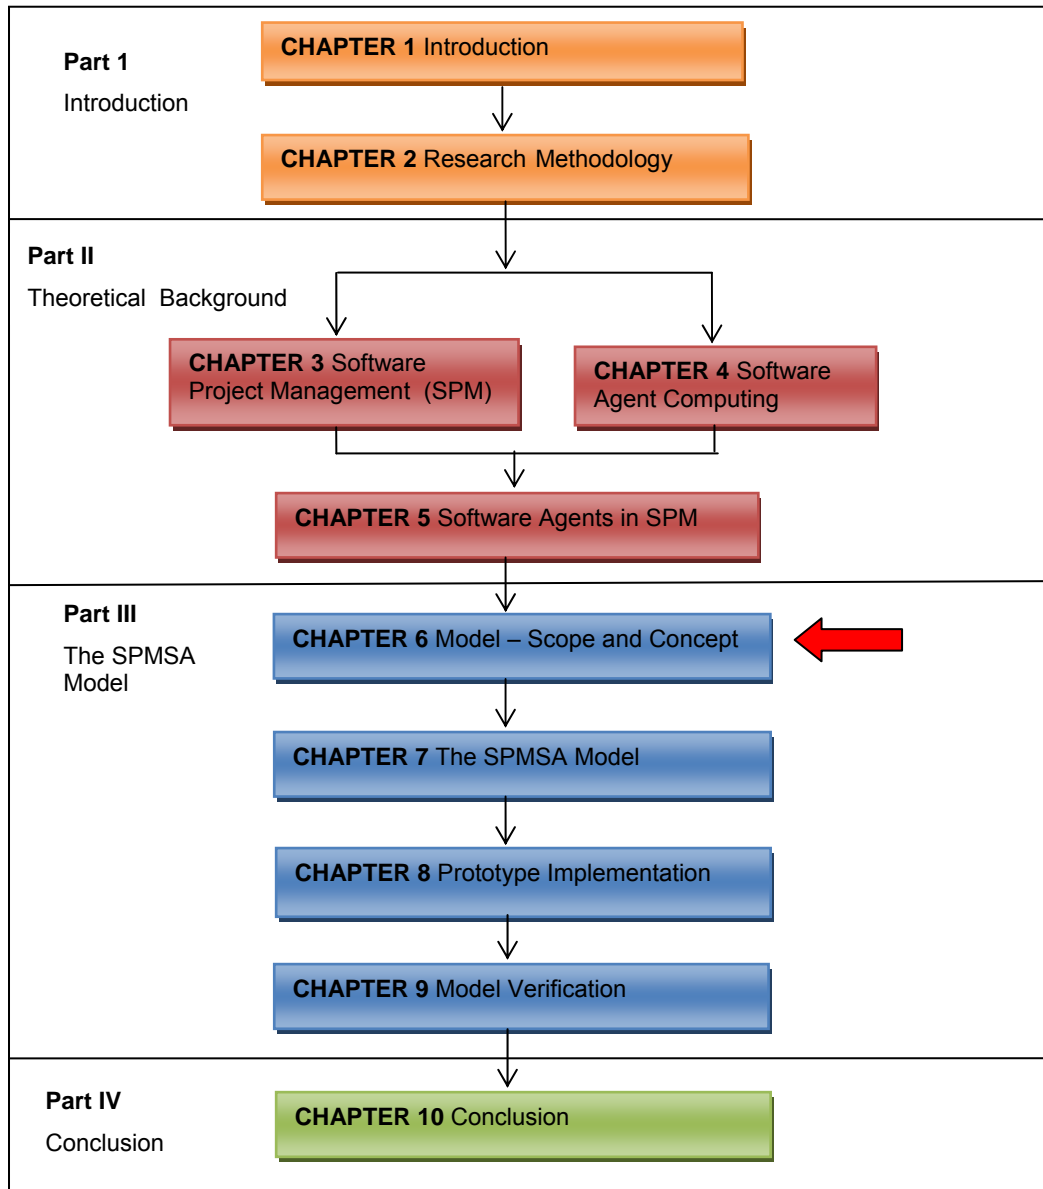 Part 1
Introduction
CHAPTER 1 Introduction
CHAPTER 2 Research Methodology
Part II
Theoretical Background
CHAPTER 3 Software
Project Management (SPM)
CHAPTER 4 Software
Agent Computing
CHAPTER 5 Software Agents in SPM
Part III
The SPMSA
Model
CHAPTER 6 Model – Scope and Concept
CHAPTER 7 The SPMSA Model
CHAPTER 8 Prototype Implementation
CHAPTER 9 Model Verification
Part IV
Conclusion
CHAPTER 10 Conclusion